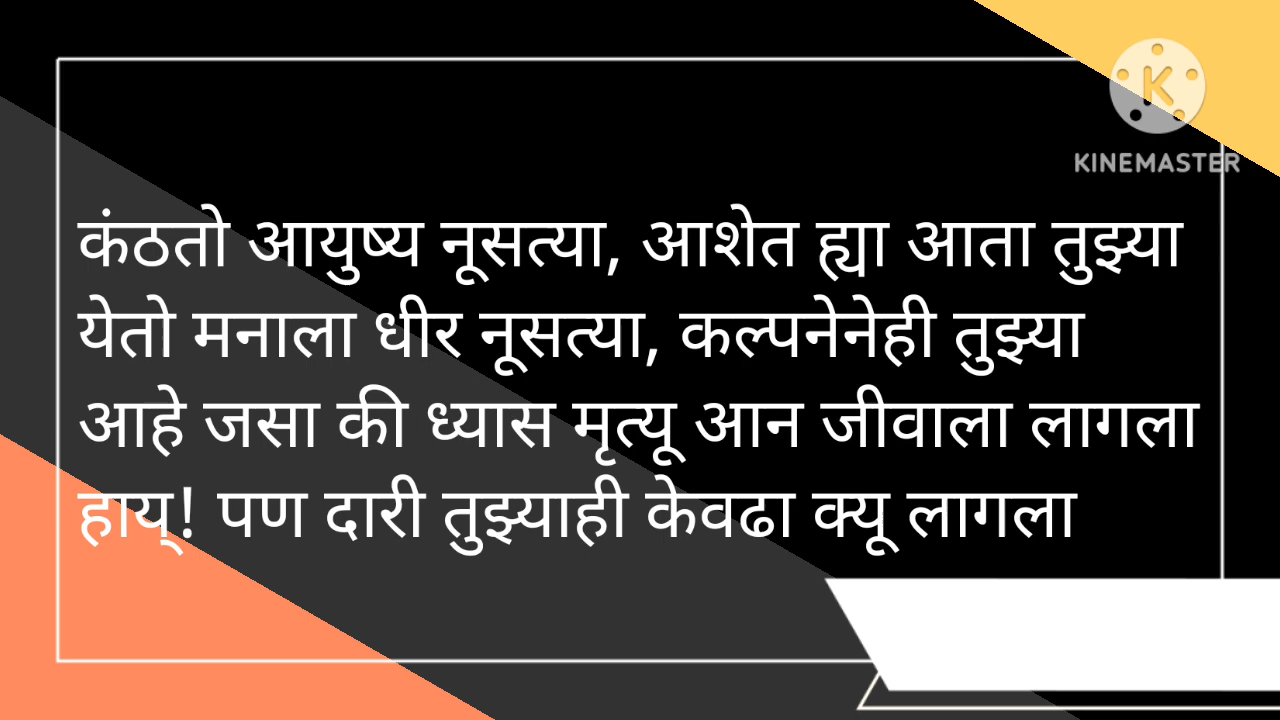 KINEMASTER
कंठतो आयुष्य नूसत्या, आशेत ह्या आता तुझ्या
येतो मनाला धीर नूसत्या, कल्पनेनेही तुझ्या
आहे जसा की ध्यास मृत्यू आन जीवाला लागला
हाय्! पण दारी तुझ्याही केवढा क्यू लागला